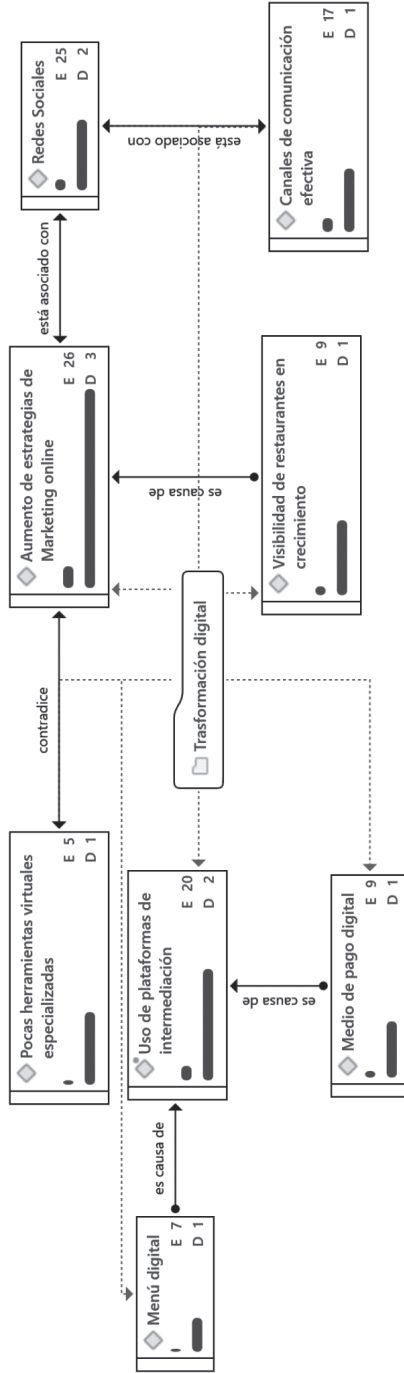 Pocas herramientas virtuales
especializadas
E 5
D 1
contradice
Aumento de estrategias de
Marketing online
E 26
D 3
está asociado con
Redes Sociales
E 25
D 2
Menú digital
E 7
D 1
es causa de
Uso de plataformas de
intermediación
E 20
D 2
Trasformación digital
es causa de
está asociado con
es causa de
Medio de pago digital
E 9
D 1
Visibilidad de restaurantes en
crecimiento
E 9
D 1
Canales de comunicación
efectiva
E 17
D 1